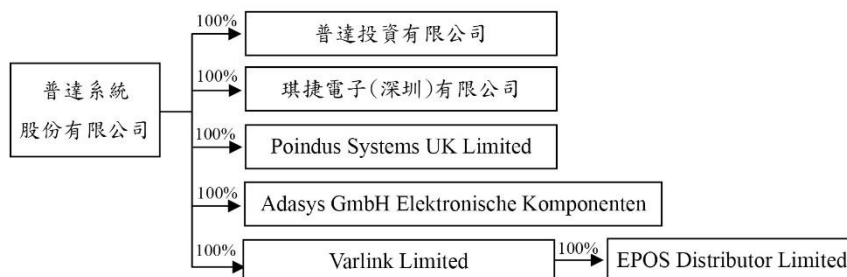 100%
普達投資有限公司
100%
琪捷電子(深圳)有限公司
普達系統
股份有限公司
100%
Poindus Systems UK Limited
100%
Adasys GmbH Elektronische Komponenten
100%
Varlink Limited
100%
EPOS Distributor Limited